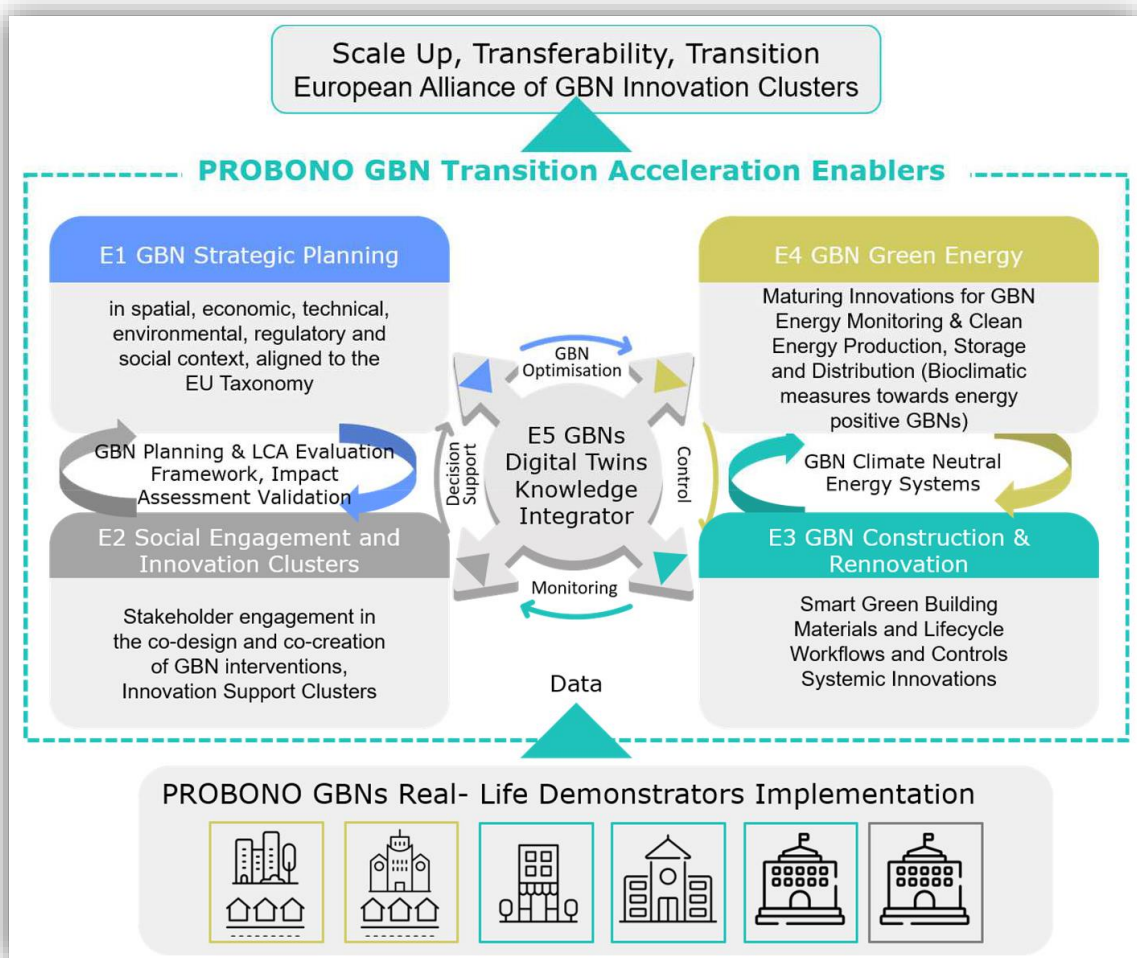 Scale Up, Transferability, Transition
European Alliance of GBN Innovation Clusters
PROBONO GBN Transition Acceleration Enablers
E1 GBN Strategic Planning
in spatial, economic, technical,
environmental, regulatory and
social context, aligned to the
EU Taxonomy
GBN Planning & LCA Evaluation
Framework, Impact
Assessment Validation
E2 Social Engagement and
Innovation Clusters
Stakeholder engagement in
the co-design and co-creation
of GBN interventions,
Innovation Support Clusters
GBN
Optimisation
Decision
Support
E5 GBNs
Digital Twins
Knowledge
Integrator
Control
Monitoring
Data
E4 GBN Green Energy
Maturing Innovations for GBN
Energy Monitoring & Clean
Energy Production, Storage
and Distribution (Bioclimatic
measures towards energy
positive GBNs)
GBN Climate Neutral
Energy Systems
E3 GBN Construction &
Rennovation
Smart Green Building
Materials and Lifecycle
Workflows and Controls
Systemic Innovations
PROBONO GBNs Real- Life Demonstrators Implementation